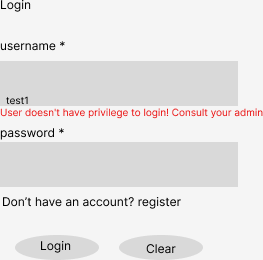 Login
username *
test1
User doesn't have privilege to login! Consult your admin
password *
Don't have an account? register
Login
Clear